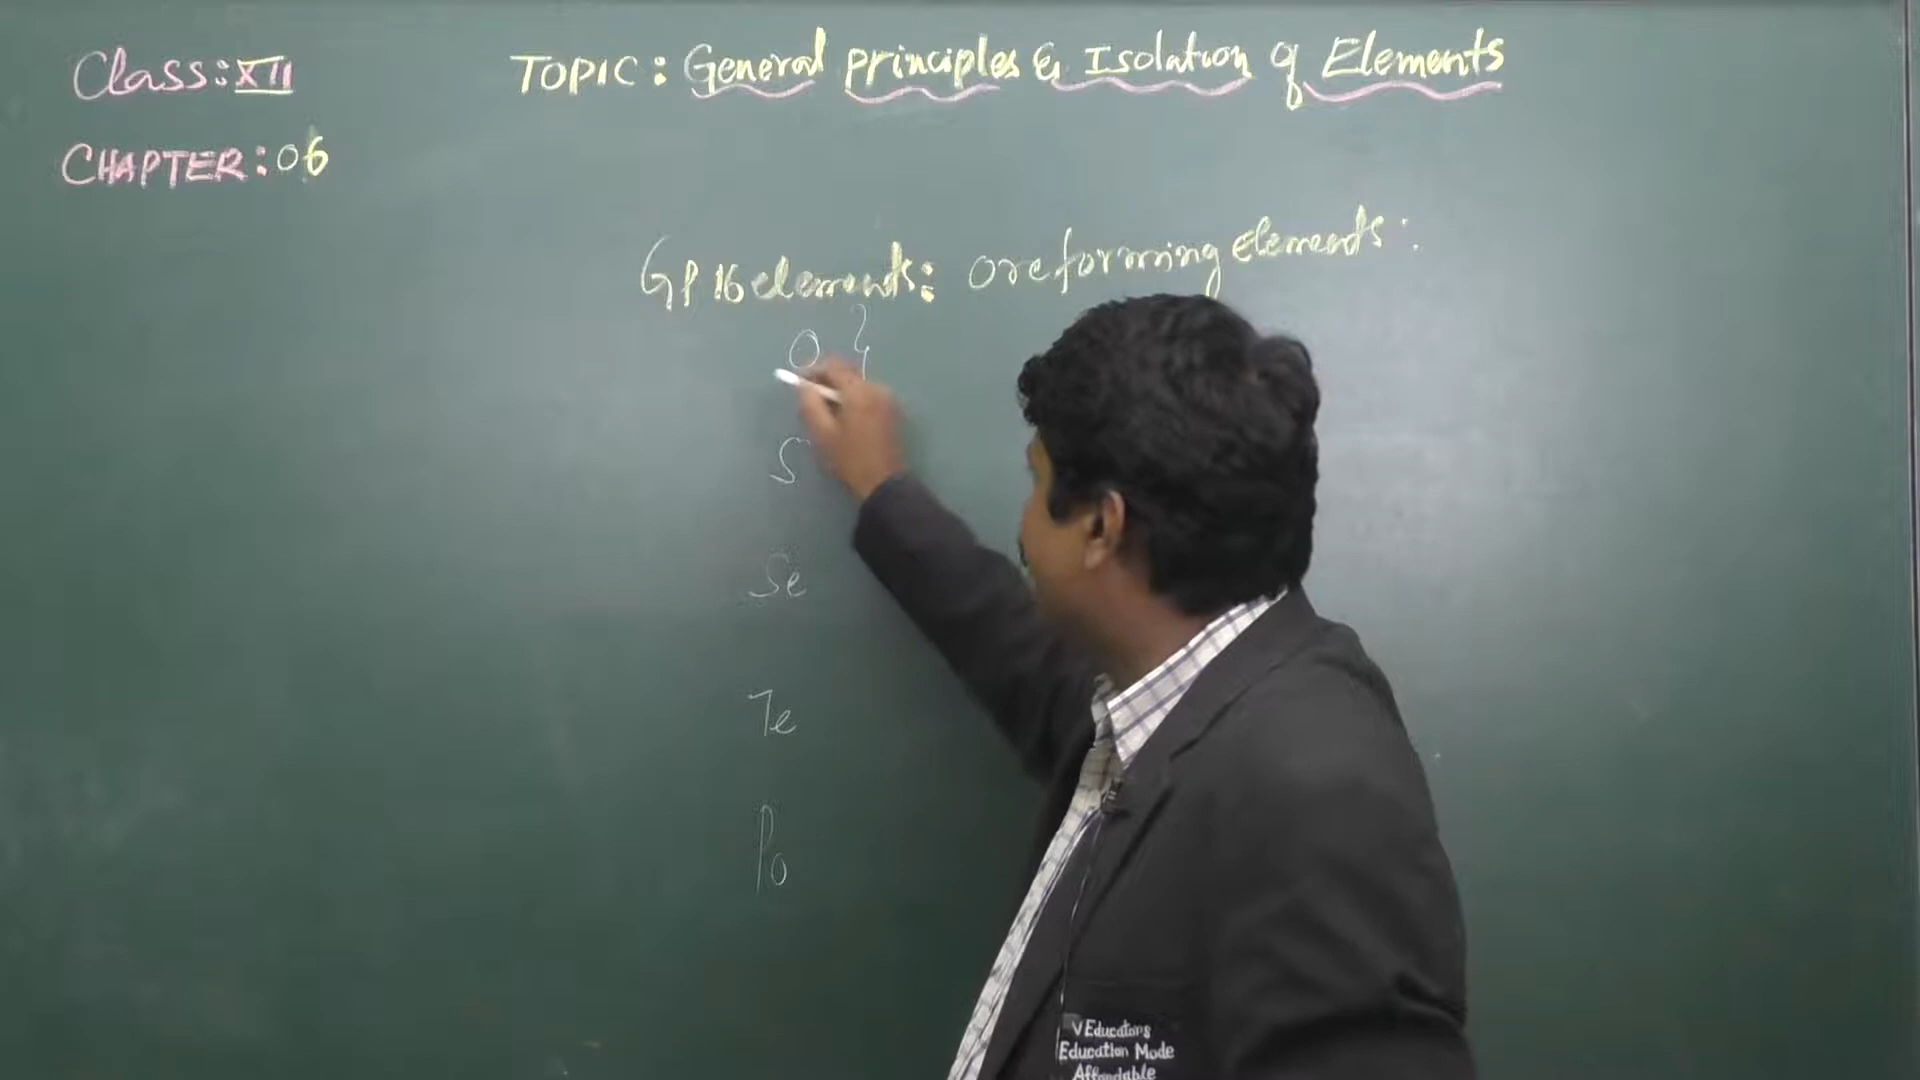 Class: XII
TOPIC: General principles & Isolation of Elements
CHAPTER: 06
GP 16 elements: Ore forming elements:
O }
S
Se
Te
Po
V Educators
Education Mode
Affordable